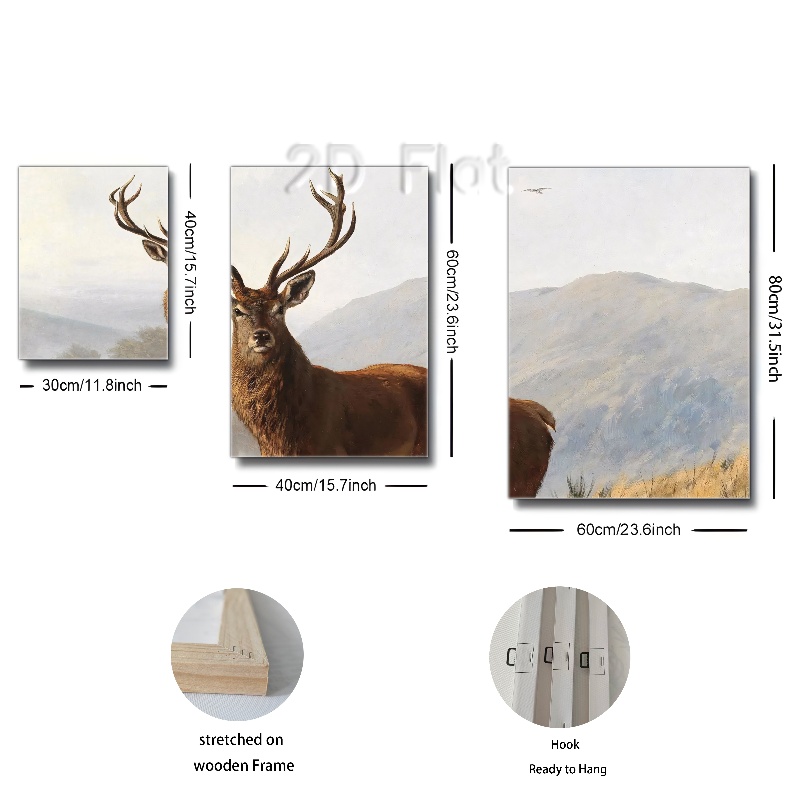 2D Flat
40cm/15.7inch
30cm/11.8inch
60cm/23.6inch
40cm/15.7inch
80cm/31.5inch
60cm/23.6inch
stretched on
wooden Frame
Hook
Ready to Hang